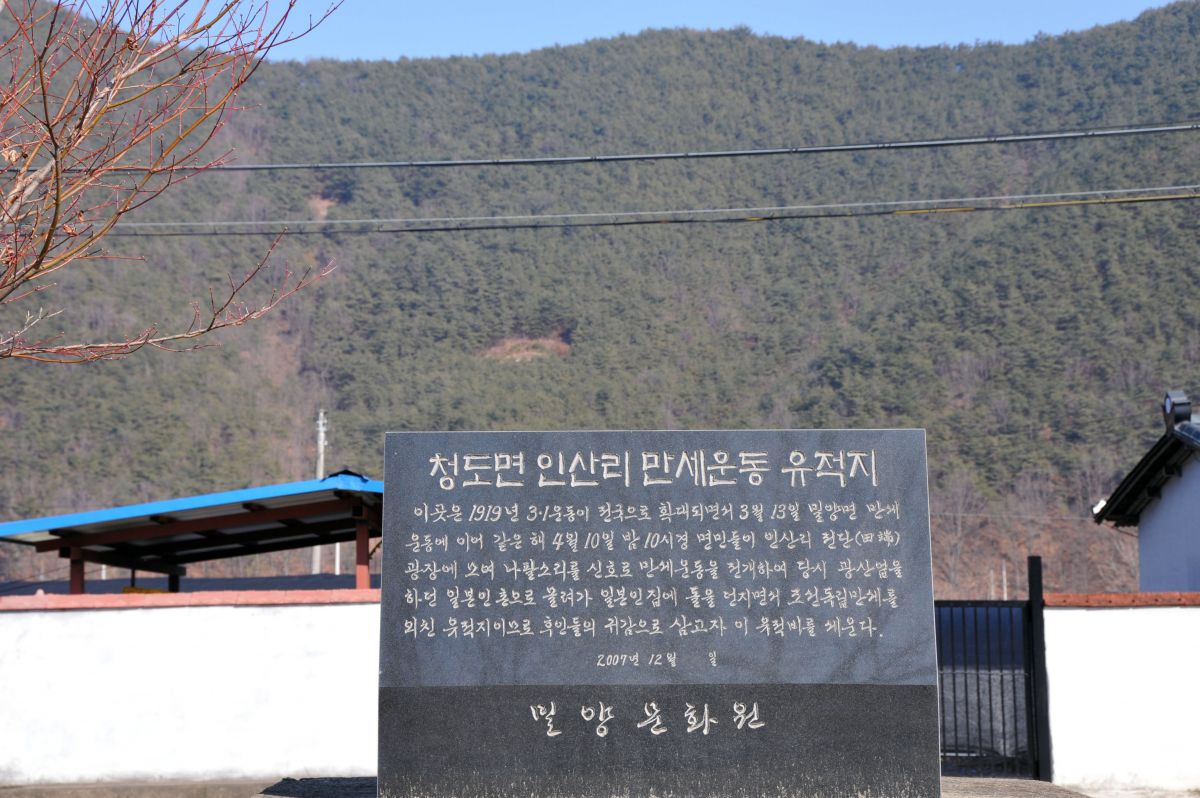 청도면 인산리 만세운동 유적지
이곳은 1919년 3·1운동이 전국으로 확대되면서 3월 13일 밀양면 만세
운동에 이어 같은 해 4월 10일 밤 10시경 면민들이 인산리 전단(田端)
광장에 모여 나팔소리를 신호로 만세운동을 전개하여 당시 광산업을
하던 일본인 촌으로 몰려가 일본인집에 돌을 던지면서 조선독립만세를
외친 유적지이므로 후인들의 귀감으로 삼고자 이 유적비를 세운다.
2007년 12월 일
밀양문화원